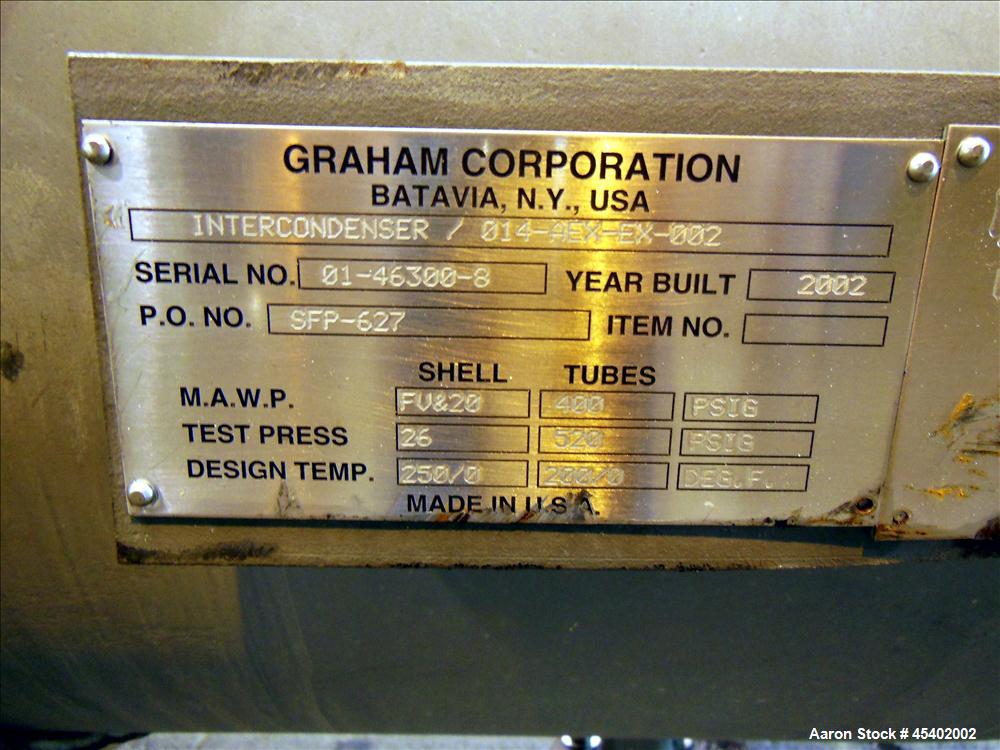 GRAHAM CORPORATION
BATAVIA, N.Y., USA
INTERCONDENSER / 014-AEX-EX-002
SERIAL NO. 01-46300-8 YEAR BUILT 2002
P.O. NO. SFP-627 ITEM NO.
SHELL TUBES
M.A.W.P. FV&20 400 PSIG
TEST PRESS 26 520 PSIG
DESIGN TEMP. 250/0 200/0 DEG.F.
MADE IN U.S.A.
Aaron Stock # 45402002